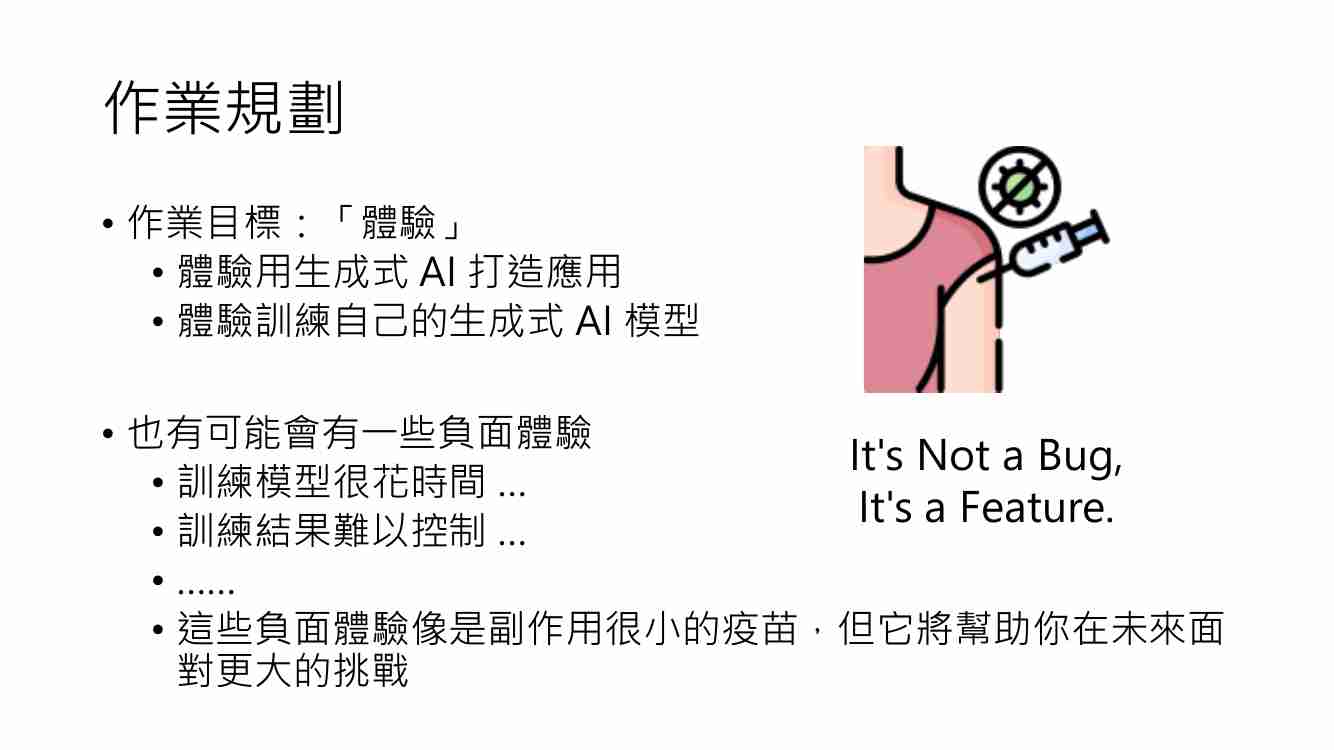 作業規劃
• 作業目標：「體驗」
• 體驗用生成式 AI 打造應用
• 體驗訓練自己的生成式 AI 模型
• 也有可能會有一些負面體驗
• 訓練模型很花時間 ...
• 訓練結果難以控制 ...
• ......
• 這些負面體驗像是副作用很小的疫苗，但它將幫助你在未來面
對更大的挑戰
It's Not a Bug,
It's a Feature.